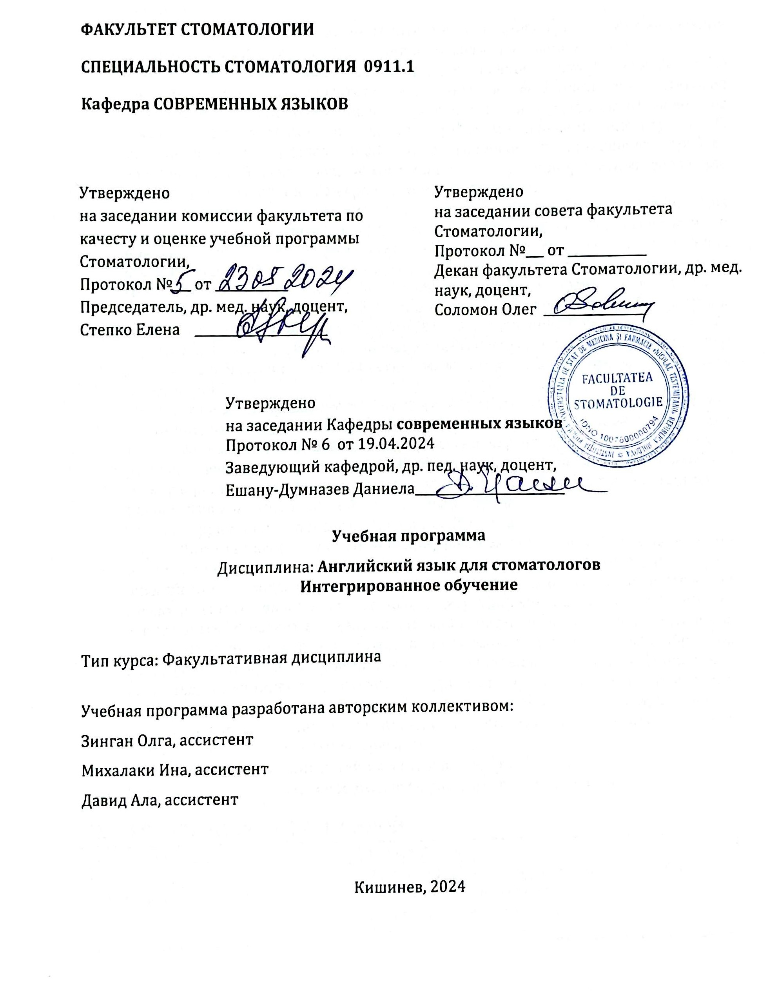 ФАКУЛЬТЕТ СТОМАТОЛОГИИ
СПЕЦИАЛЬНОСТЬ СТОМАТОЛОГИЯ 0911.1
Кафедра СОВРЕМЕННЫХ ЯЗЫКОВ
Утверждено
на заседании комиссии факультета по
качесту и оценке учебной программы
Стоматологии,
Протокол №5 от 23 05 2024
Председатель, др. мед. наук, доцент,
Степко Елена
Утверждено
на заседании совета факультета
Стоматологии,
Протокол №__ от __________
Декан факультета Стоматологии, др. мед.
наук, доцент,
Соломон Олег
FACULTATEA
DE
STOMATOLOGIE
IDNO 1007600000794
UNIVERSITATEA DE STAT DE MEDICINA ŞI FARMACIE «NICOLAE TESTEMIŢANU» REPUBLICA MOLDOVA
Утверждено
на заседании Кафедры современных языков
Протокол № 6 от 19.04.2024
Заведующий кафедрой, др. пед. наук, доцент,
Ешану-Думназев Даниела
Учебная программа
Дисциплина: Английский язык для стоматологов
Интегрированное обучение
Тип курса: Факультативная дисциплина
Учебная программа разработана авторским коллективом:
Зинган Олга, ассистент
Михалаки Ина, ассистент
Давид Ала, ассистент
Кишинев, 2024